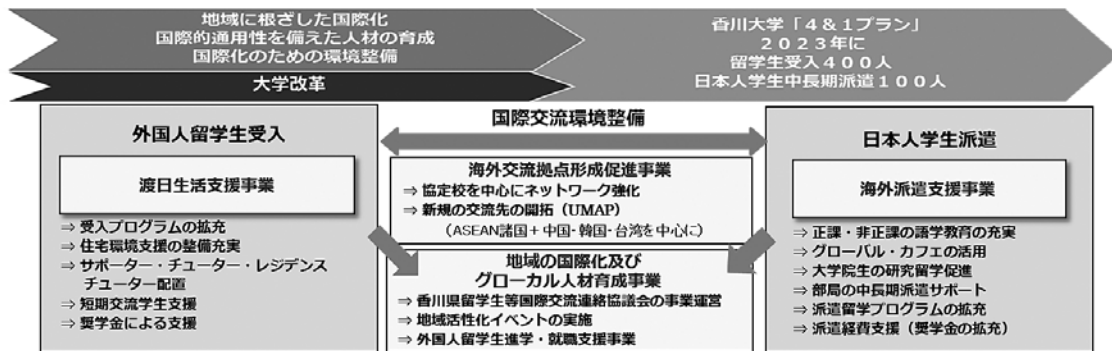 地域に根ざした国際化
国際的通用性を備えた人材の育成
国際化のための環境整備
大学改革
香川大学「4&1プラン」
2023年に
留学生受入400人
日本人学生中長期派遣100人
外国人留学生受入
渡日生活支援事業
⇒ 受入プログラムの拡充
⇒ 住宅環境支援の整備充実
⇒ サポーター・チューター・レジデンス
チューター配置
⇒ 短期交流学生支援
⇒ 奨学金による支援
国際交流環境整備
海外交流拠点形成促進事業
⇒ 協定校を中心にネットワーク強化
⇒ 新規の交流先の開拓（UMAP）
（ASEAN諸国＋中国・韓国・台湾を中心に）
地域の国際化及び
グローカル人材育成事業
⇒ 香川県留学生等国際交流連絡協議会の事業運営
⇒ 地域活性化イベントの実施
⇒ 外国人留学生進学・就職支援事業
日本人学生派遣
海外派遣支援事業
⇒ 正課・非正課の語学教育の充実
⇒ グローバル・カフェの活用
⇒ 大学院生の研究留学促進
⇒ 部局の中長期派遣サポート
⇒ 派遣留学プログラムの拡充
⇒ 派遣経費支援（奨学金の拡充）